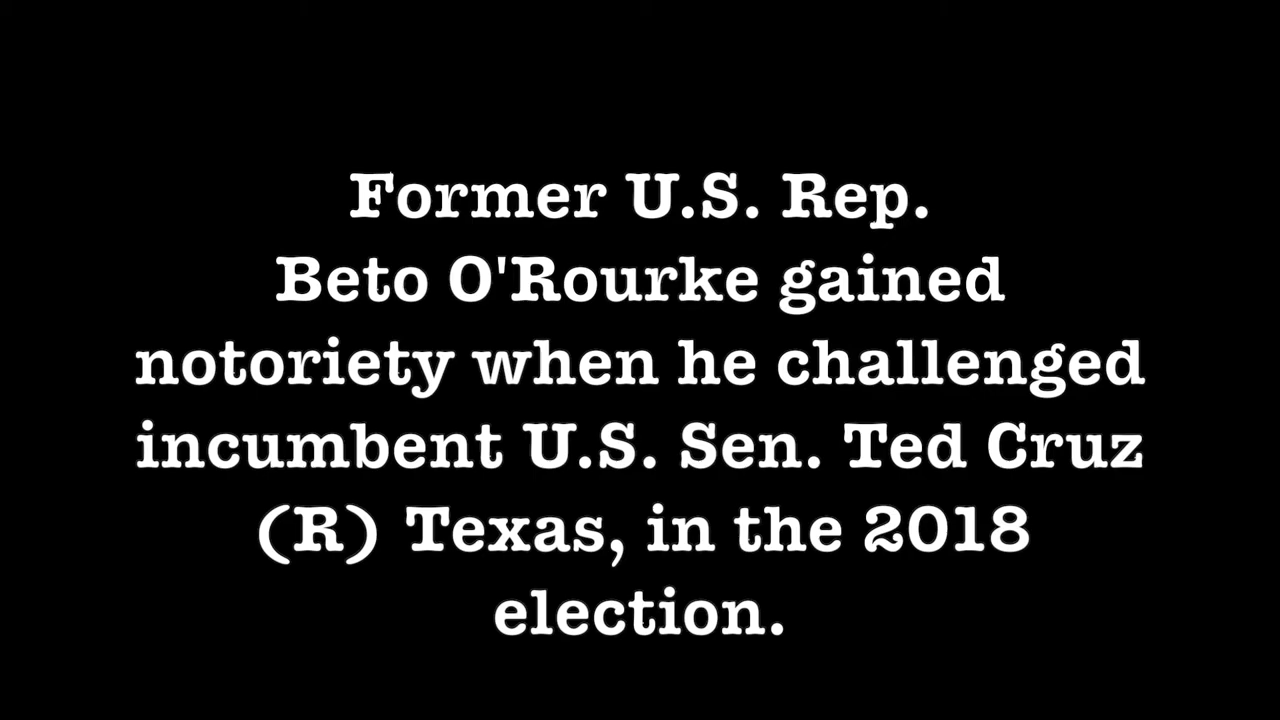 Former U.S. Rep.
Beto O'Rourke gained
notoriety when he challenged
incumbent U.S. Sen. Ted Cruz
(R) Texas, in the 2018
election.